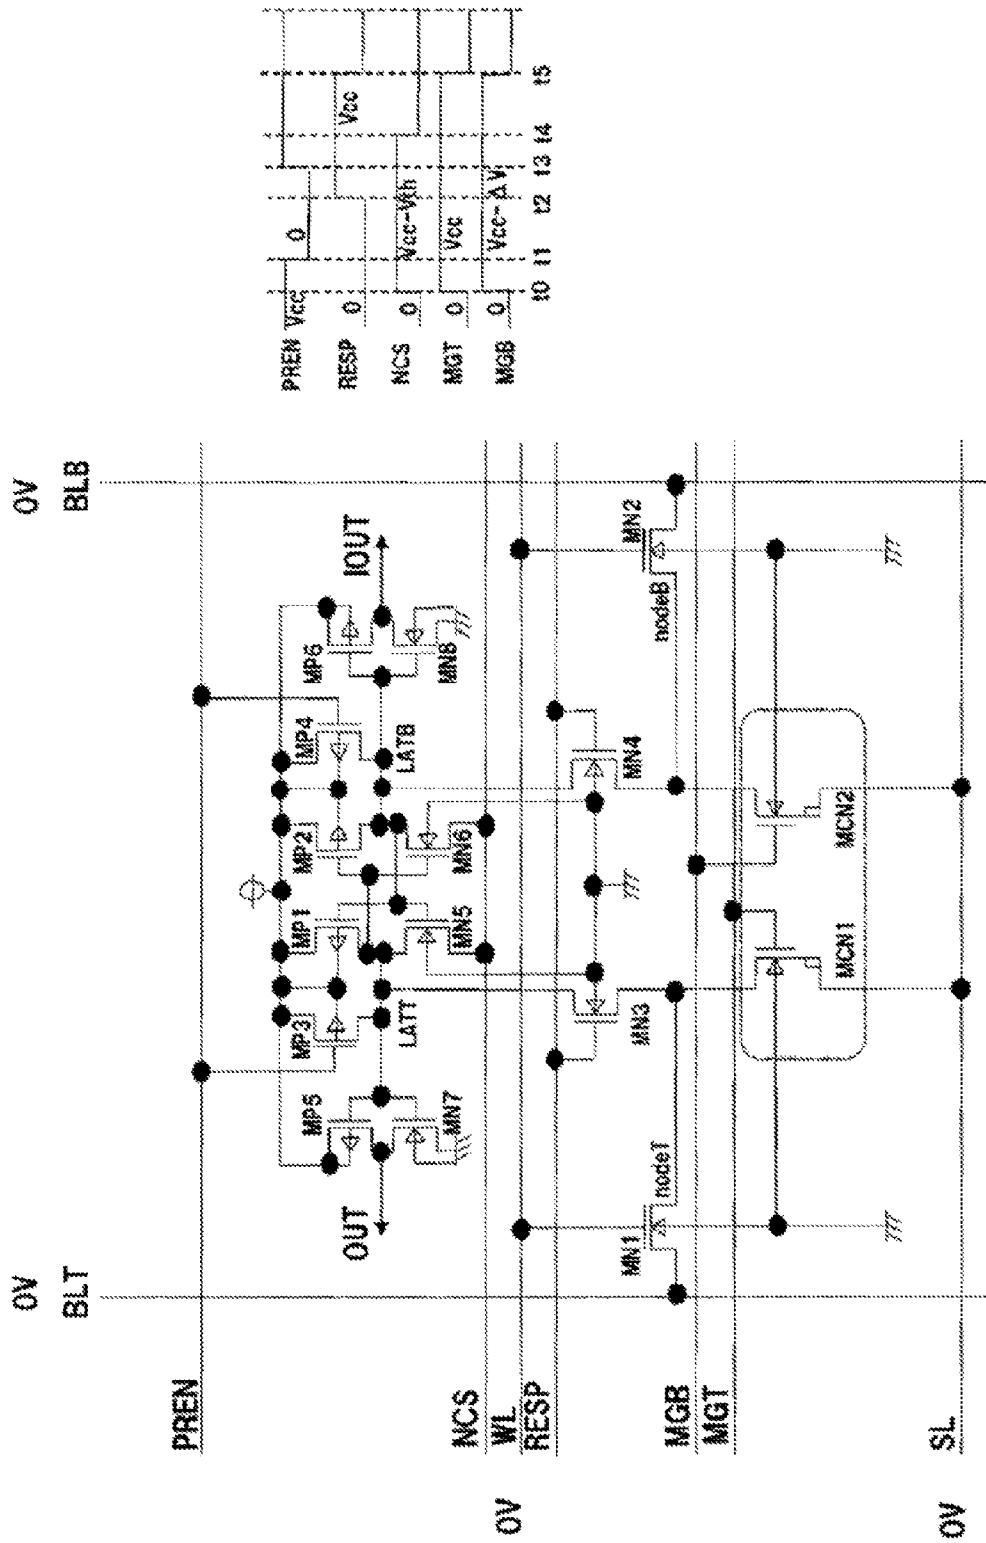 PREN Vcc 0
RESP 0 Vcc
NCS 0 Vcc-Vth
MGT 0 Vcc
MGB 0 Vcc-ΔV
t0 t1 t2 t3 t4 t5
0V 0V
BLT BLB
PREN
MP5 MP3 MP1 MP2 MP4 MP6
OUT IOUT
LATT LATB
MN7 MN5 MN6 MN8
NCS
0V WL
RESP
MN3 MN4
MN1 nodeT nodeB MN2
MGB
MGT
MCN1 MCN2
0V SL